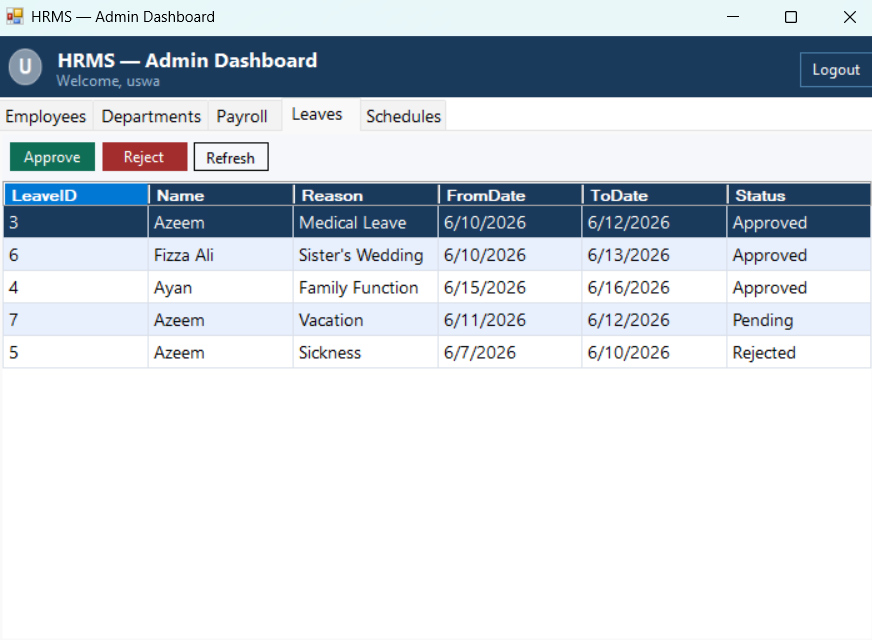 HRMS — Admin Dashboard
U
HRMS — Admin Dashboard
Welcome, uswa
Logout
Employees Departments Payroll Leaves Schedules
Approve Reject Refresh
LeaveID Name Reason FromDate ToDate Status
3 Azeem Medical Leave 6/10/2026 6/12/2026 Approved
6 Fizza Ali Sister's Wedding 6/10/2026 6/13/2026 Approved
4 Ayan Family Function 6/15/2026 6/16/2026 Approved
7 Azeem Vacation 6/11/2026 6/12/2026 Pending
5 Azeem Sickness 6/7/2026 6/10/2026 Rejected